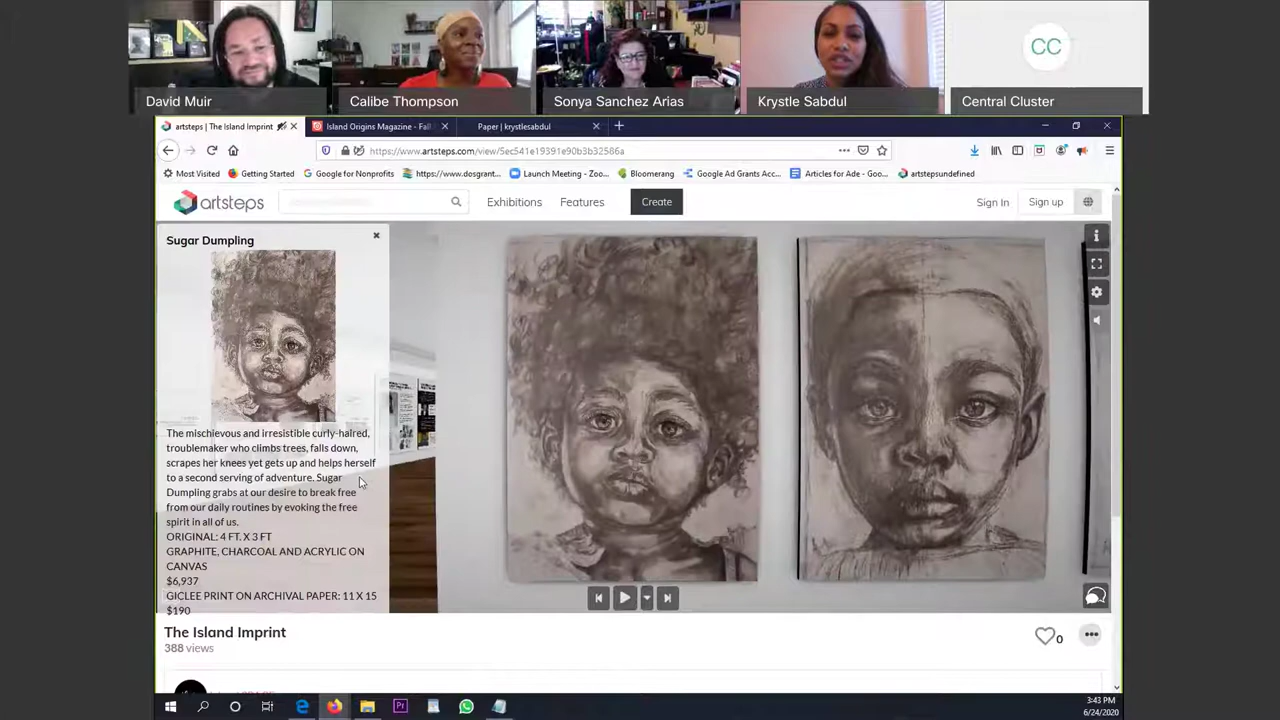 David Muir
Calibe Thompson
Sonya Sanchez Arias
Krystle Sabdul
CC
Central Cluster
artsteps | The Island Imprint
Island Origins Magazine - Fall
Paper | krystlesabdul
https://www.artsteps.com/view/5ec541e19391e90b3b32586a
Most Visited
Getting Started
Google for Nonprofits
https://www.dosgrant...
Launch Meeting - Zoo...
Bloomerang
Google Ad Grants Acc...
Articles for Ade - Goo...
artstepsundefined
artsteps
Exhibitions
Features
Create
Sign In
Sign up
Sugar Dumpling
The mischievous and irresistible curly-haired,
troublemaker who climbs trees, falls down,
scrapes her knees yet gets up and helps herself
to a second serving of adventure. Sugar
Dumpling grabs at our desire to break free
from our daily routines by evoking the free
spirit in all of us.
ORIGINAL: 4 FT. X 3 FT
GRAPHITE, CHARCOAL AND ACRYLIC ON
CANVAS
$6,937
GICLEE PRINT ON ARCHIVAL PAPER: 11 X 15
$190
The Island Imprint
388 views
0
3:43 PM
6/24/2020